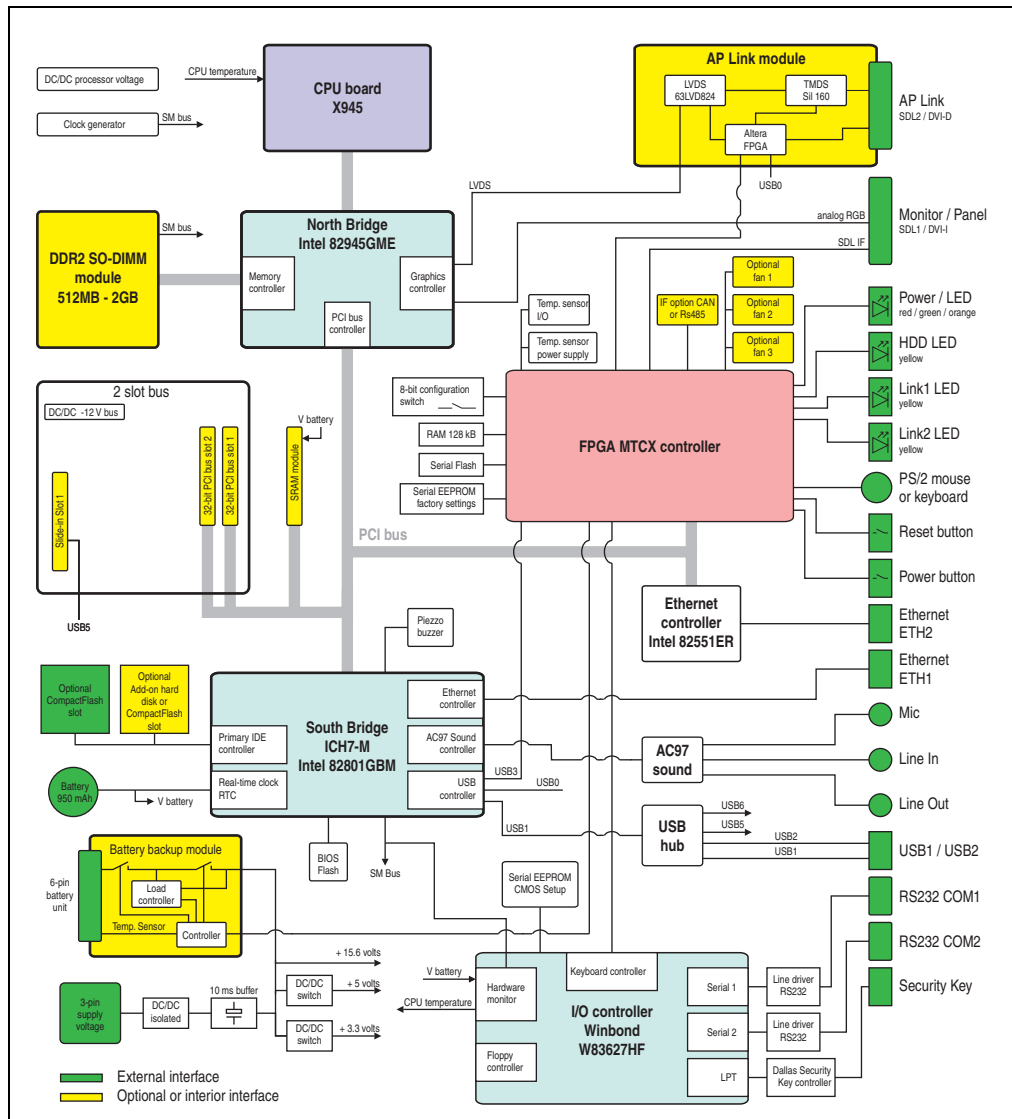 DC/DC processor voltage
Clock generator
CPU temperature
SM bus
CPU board
X945
AP Link module
LVDS
63LVD824
TMDS
Sil 160
Altera
FPGA
USB0
AP Link
SDL2 / DVI-D
LVDS
DDR2 SO-DIMM
module
512MB - 2GB
SM bus
North Bridge
Intel 82945GME
Memory
controller
Graphics
controller
PCI bus
controller
analog RGB
SDL IF
Monitor / Panel
SDL1 / DVI-I
Temp. sensor
I/O
Temp. sensor
power supply
IF option CAN
or Rs485
Optional
fan 1
Optional
fan 2
Optional
fan 3
Power / LED
red / green / orange
HDD LED
yellow
Link1 LED
yellow
Link2 LED
yellow
PS/2 mouse
or keyboard
Reset button
Power button
2 slot bus
DC/DC -12 V bus
V battery
32-bit PCI bus slot 2
32-bit PCI bus slot 1
SRAM module
Slide-in Slot 1
USB5
8-bit configuration
switch
RAM 128 kB
Serial Flash
Serial EEPROM
factory settings
FPGA MTCX controller
PCI bus
Ethernet
controller
Intel 82551ER
Ethernet
ETH2
Ethernet
ETH1
Piezzo
buzzer
Optional
CompactFlash
slot
Optional
Add-on hard
disk or
CompactFlash
slot
South Bridge
ICH7-M
Intel 82801GBM
Ethernet
controller
Primary IDE
controller
AC97 Sound
controller
Real-time clock
RTC
USB
controller
Battery
950 mAh
V battery
USB3
USB0
USB1
AC97
sound
Mic
Line In
Line Out
USB
hub
USB6
USB5
USB2
USB1
USB1 / USB2
BIOS
Flash
SM Bus
Serial EEPROM
CMOS Setup
Battery backup module
6-pin
battery
unit
Load
controller
Temp. Sensor
Controller
RS232 COM1
RS232 COM2
Security Key
3-pin
supply
voltage
DC/DC
isolated
10 ms buffer
+ 15.6 volts
DC/DC
switch
+ 5 volts
DC/DC
switch
+ 3.3 volts
V battery
CPU temperature
Hardware
monitor
Keyboard controller
I/O controller
Winbond
W83627HF
Floppy
controller
Serial 1
Serial 2
LPT
Line driver
RS232
Line driver
RS232
Dallas Security
Key controller
External interface
Optional or interior interface